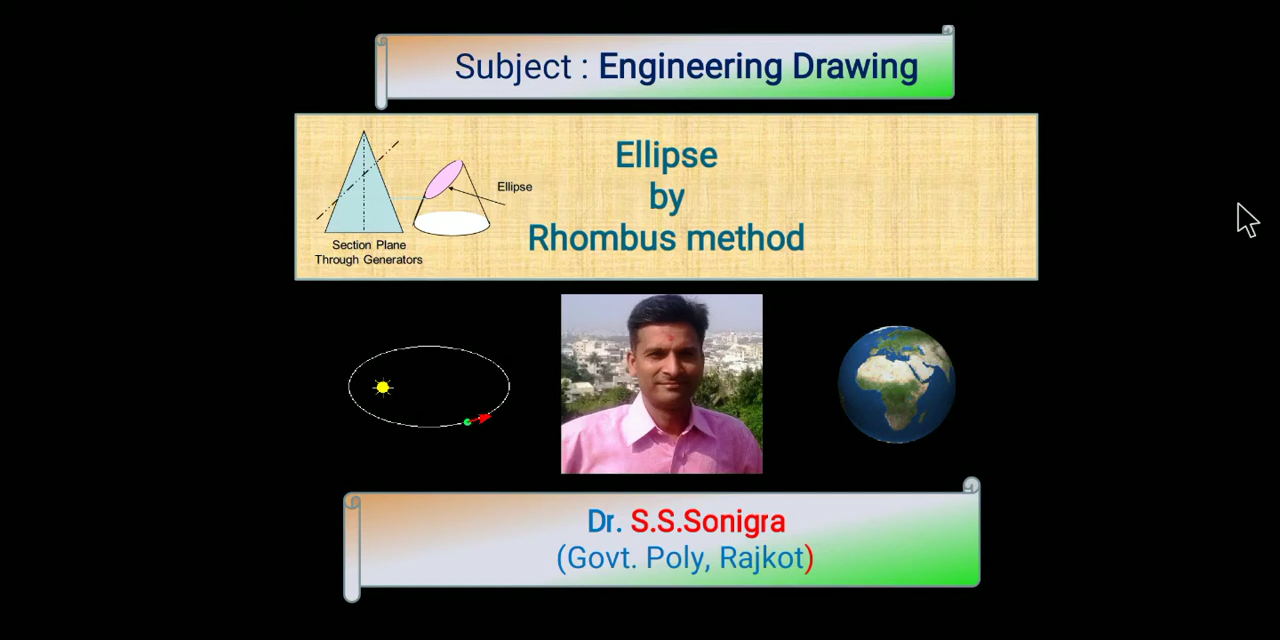 Subject : Engineering Drawing
Ellipse
by
Rhombus method
Ellipse
Section Plane
Through Generators
Dr. S.S.Sonigra
(Govt. Poly, Rajkot)